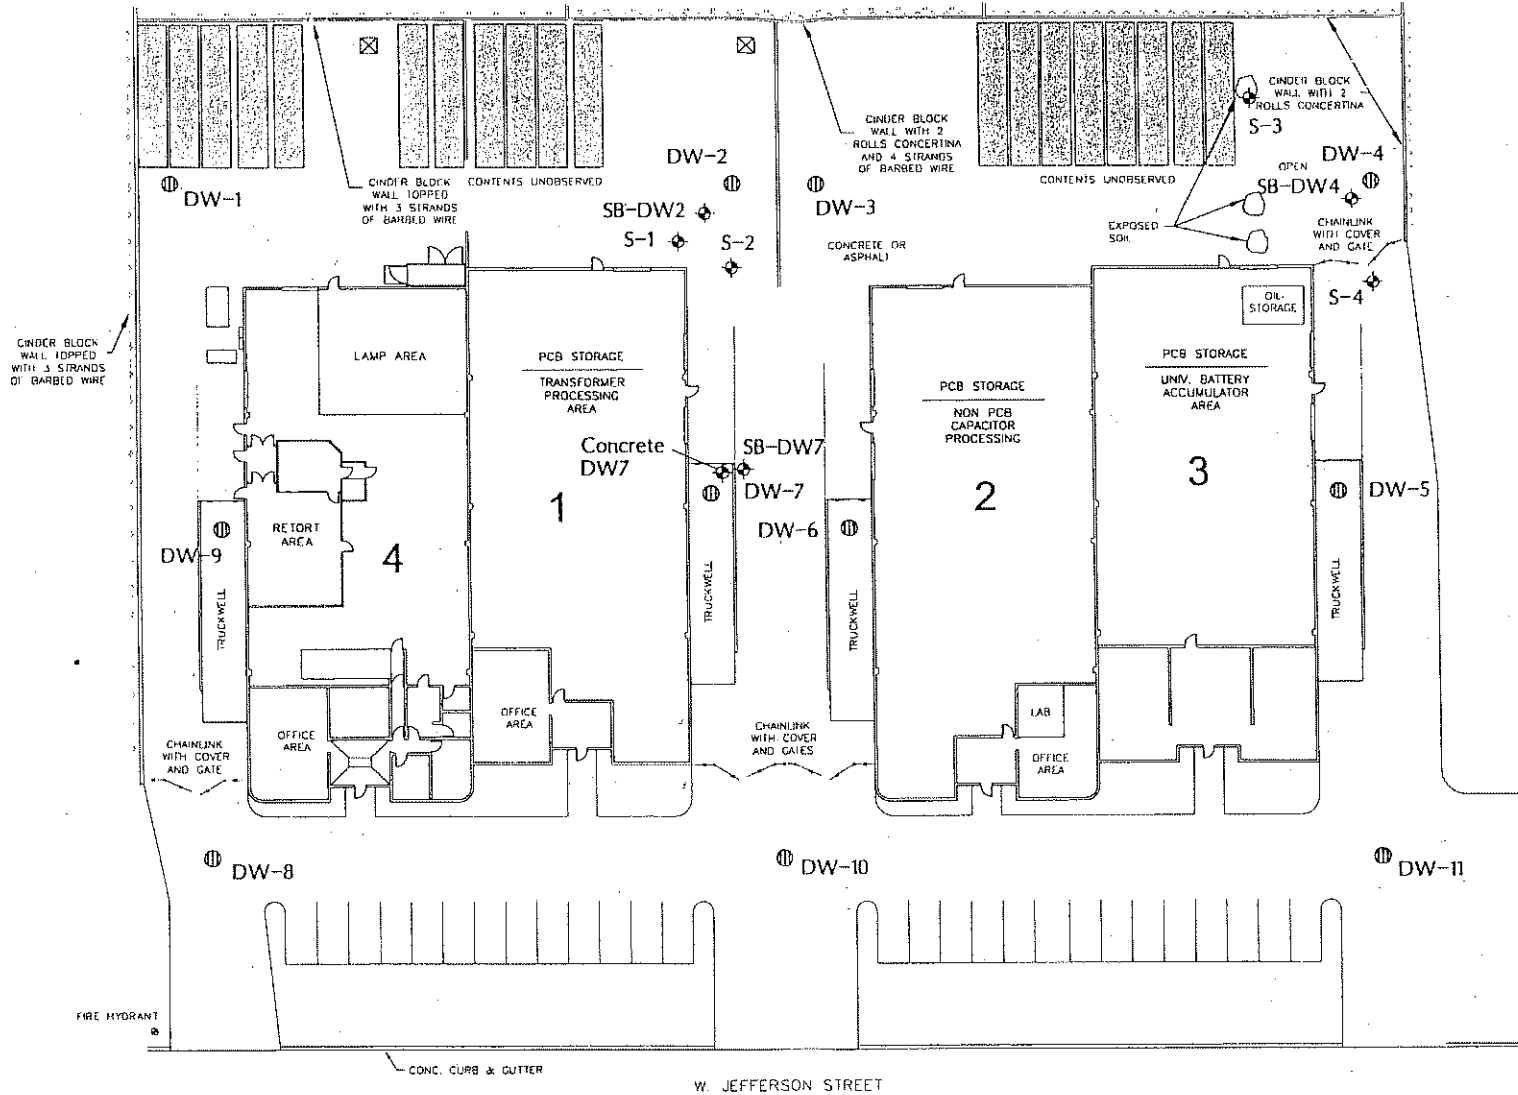 CINDER BLOCK
WALL WITH 2
ROLLS CONCERTINA
S-3
CINDER BLOCK
WALL WITH 2
ROLLS CONCERTINA
AND 4 STRANDS
OF BARBED WIRE
DW-2
DW-4
OPEN
CONTENTS UNOBSERVED
CONTENTS UNOBSERVED
SB-DW4
DW-1
CINDER BLOCK
WALL TOPPED
WITH 3 STRANDS
OF BARBED WIRE
DW-3
SB-DW2
S-1
S-2
EXPOSED
SOIL
CHAINLINK
WITH COVER
AND GATE
CONCRETE OR
ASPHALT
S-4
OIL-
STORAGE
CINDER BLOCK
WALL TOPPED
WITH 3 STRANDS
OF BARBED WIRE
LAMP AREA
PCB STORAGE
TRANSFORMER
PROCESSING
AREA
PCB STORAGE
NON PCB
CAPACITOR
PROCESSING
PCB STORAGE
UNIV. BATTERY
ACCUMULATOR
AREA
Concrete
DW7
SB-DW7
DW-7
1
2
3
DW-5
DW-6
RETORT
AREA
DW-9
4
TRUCKWELL
TRUCKWELL
TRUCKWELL
TRUCKWELL
OFFICE
AREA
OFFICE
AREA
LAB
OFFICE
AREA
CHAINLINK
WITH COVER
AND GATE
CHAINLINK
WITH COVER
AND GATES
DW-8
DW-10
DW-11
FIRE HYDRANT
CONC. CURB & GUTTER
W. JEFFERSON STREET